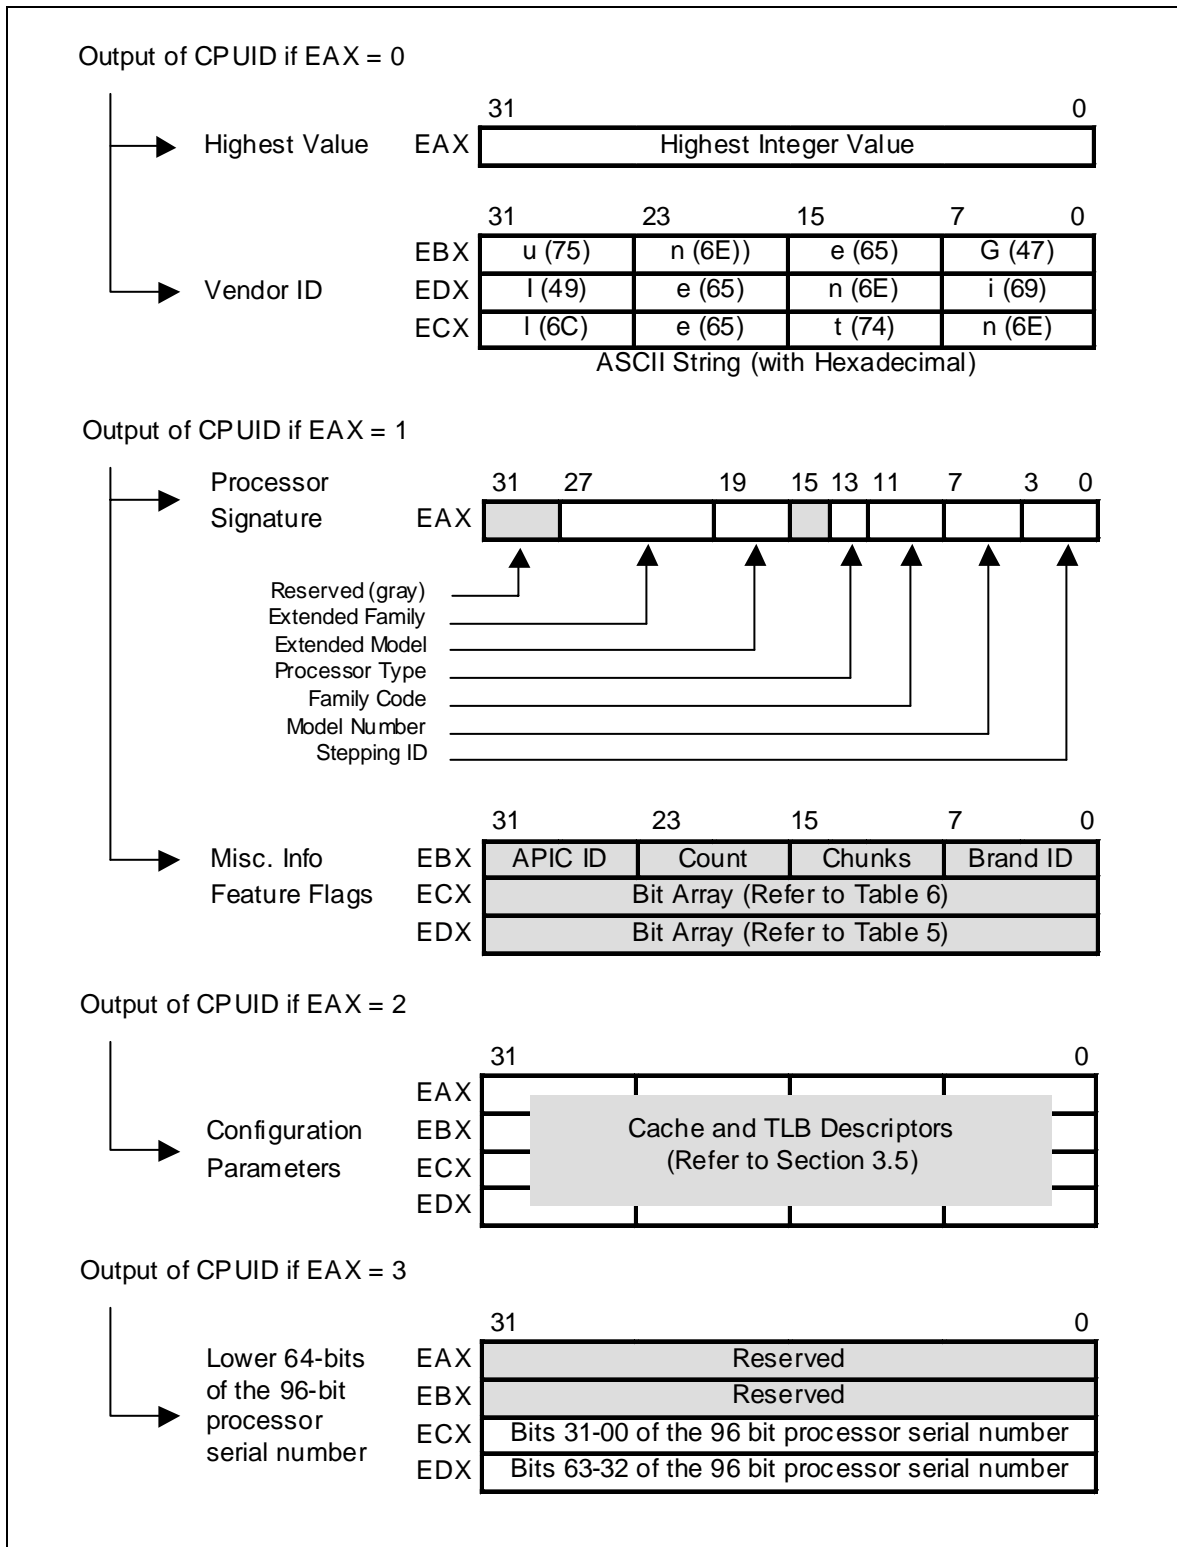 Output of CPUID if EAX = 0
31 0
Highest Value EAX Highest Integer Value
31 23 15 7 0
EBX u (75) n (6E)) e (65) G (47)
Vendor ID EDX I (49) e (65) n (6E) i (69)
ECX l (6C) e (65) t (74) n (6E)
ASCII String (with Hexadecimal)
Output of CPUID if EAX = 1
Processor 31 27 19 15 13 11 7 3 0
Signature EAX
Reserved (gray)
Extended Family
Extended Model
Processor Type
Family Code
Model Number
Stepping ID
31 23 15 7 0
Misc. Info EBX APIC ID Count Chunks Brand ID
Feature Flags ECX Bit Array (Refer to Table 6)
EDX Bit Array (Refer to Table 5)
Output of CPUID if EAX = 2
31 0
EAX
Configuration EBX Cache and TLB Descriptors
Parameters ECX (Refer to Section 3.5)
EDX
Output of CPUID if EAX = 3
31 0
Lower 64-bits EAX Reserved
of the 96-bit EBX Reserved
processor ECX Bits 31-00 of the 96 bit processor serial number
serial number EDX Bits 63-32 of the 96 bit processor serial number